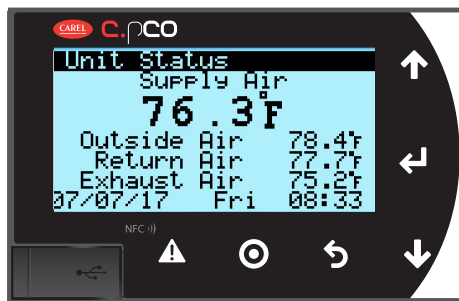 CAREL c.pCO
Unit Status
Supply Air
76.3°F
Outside Air 78.4°F
Return Air 77.7°F
Exhaust Air 75.2°F
07/07/17 Fri 08:33
NFC